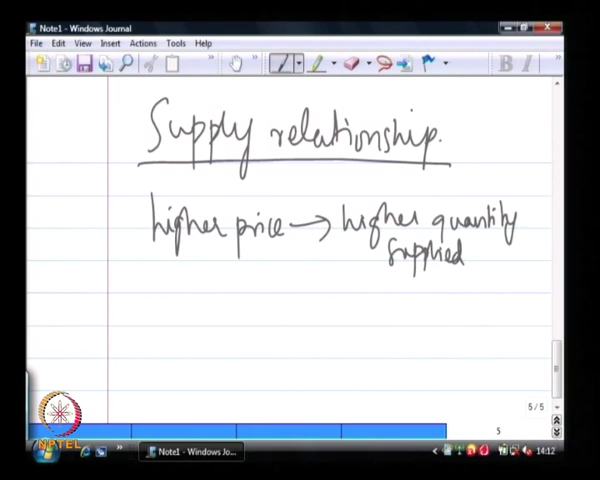 Note1 - Windows Journal
File Edit View Insert Actions Tools Help
B I
Supply relationship.
higher price → higher quantity
supplied
5 / 5
5
NPTEL
Note1 - Windows Jo...
14:12